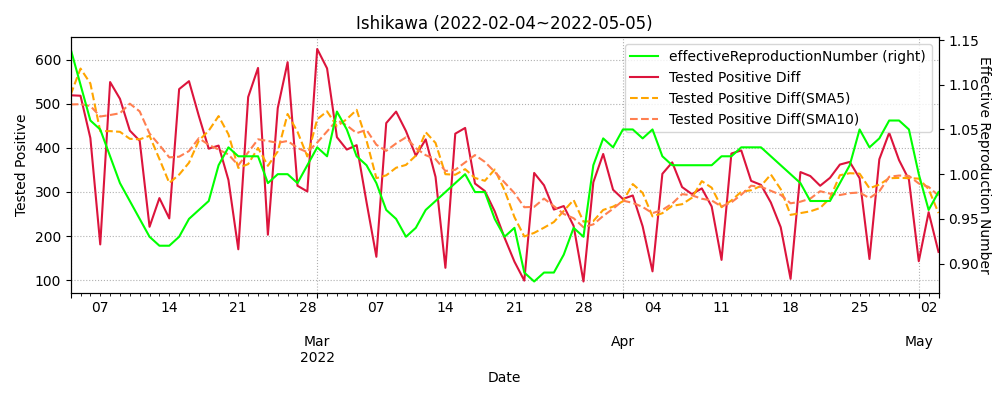 Ishikawa (2022-02-04~2022-05-05)
effectiveReproductionNumber (right)
Tested Positive Diff
Tested Positive Diff(SMA5)
Tested Positive Diff(SMA10)
Tested Positive
600
500
400
300
200
100
1.15
1.10
1.05
1.00
0.95
0.90
Effective Reproduction Number
07 14 21 28 07 14 21 28 04 11 18 25 02
Mar Apr May
2022
Date